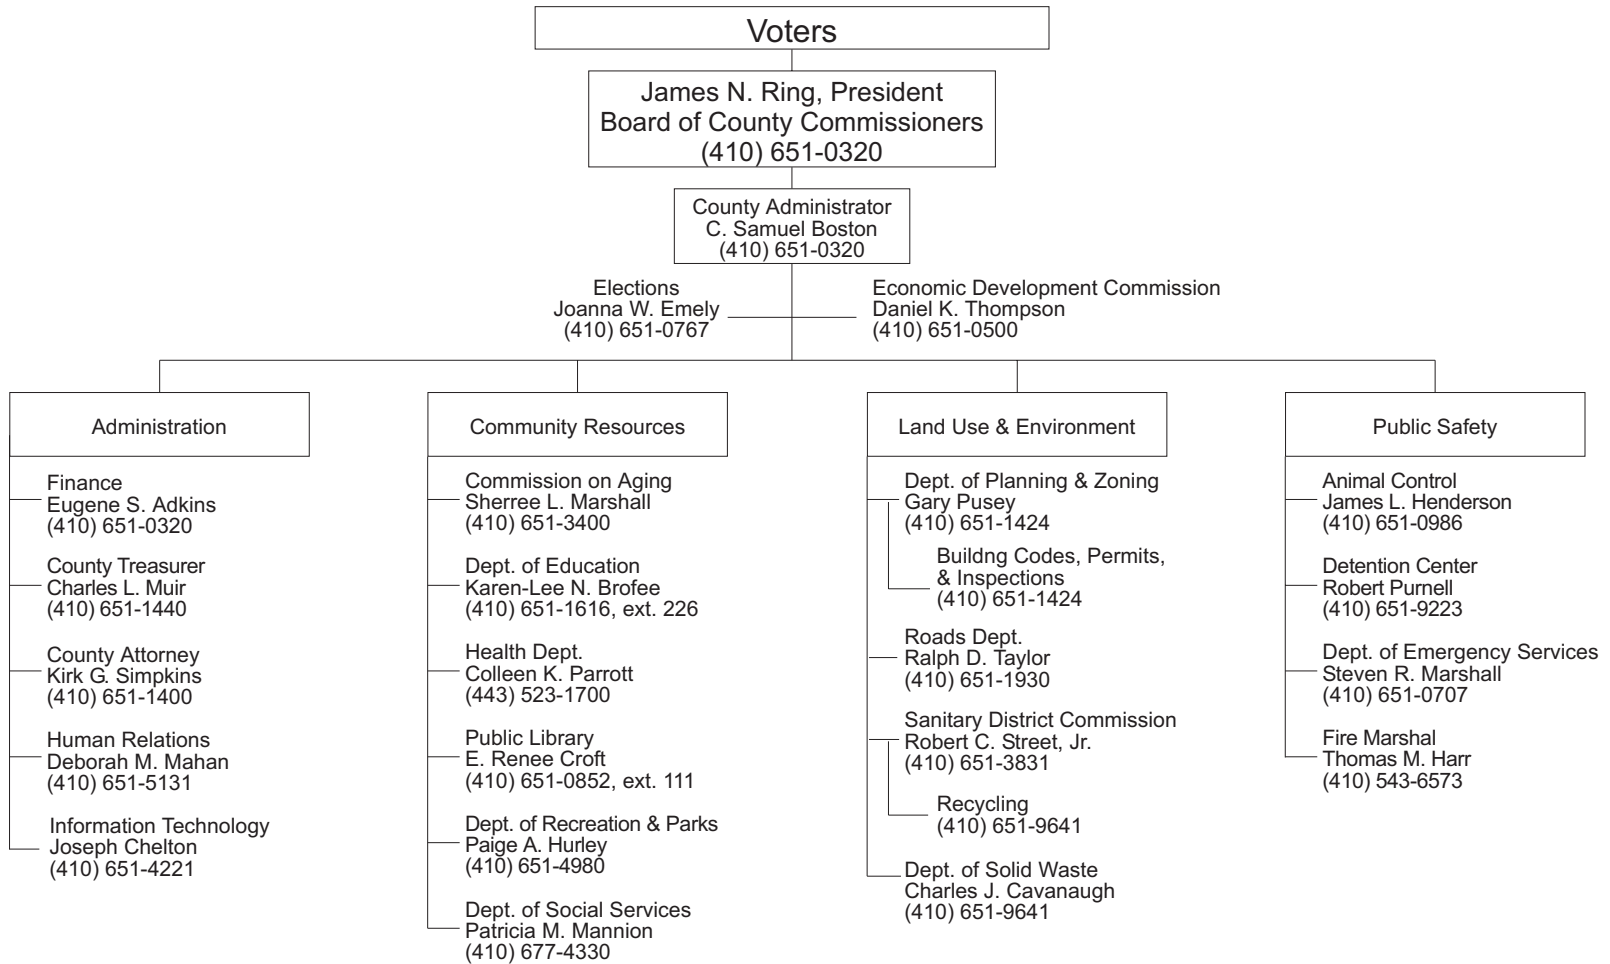 Voters
James N. Ring, President
Board of County Commissioners
(410) 651-0320
County Administrator
C. Samuel Boston
(410) 651-0320
Elections
Joanna W. Emely
(410) 651-0767
Economic Development Commission
Daniel K. Thompson
(410) 651-0500
Administration
Finance
Eugene S. Adkins
(410) 651-0320
County Treasurer
Charles L. Muir
(410) 651-1440
County Attorney
Kirk G. Simpkins
(410) 651-1400
Human Relations
Deborah M. Mahan
(410) 651-5131
Information Technology
Joseph Chelton
(410) 651-4221
Community Resources
Commission on Aging
Sherree L. Marshall
(410) 651-3400
Dept. of Education
Karen-Lee N. Brofee
(410) 651-1616, ext. 226
Health Dept.
Colleen K. Parrott
(443) 523-1700
Public Library
E. Renee Croft
(410) 651-0852, ext. 111
Dept. of Recreation & Parks
Paige A. Hurley
(410) 651-4980
Dept. of Social Services
Patricia M. Mannion
(410) 677-4330
Land Use & Environment
Dept. of Planning & Zoning
Gary Pusey
(410) 651-1424
Buildng Codes, Permits,
& Inspections
(410) 651-1424
Roads Dept.
Ralph D. Taylor
(410) 651-1930
Sanitary District Commission
Robert C. Street, Jr.
(410) 651-3831
Recycling
(410) 651-9641
Dept. of Solid Waste
Charles J. Cavanaugh
(410) 651-9641
Public Safety
Animal Control
James L. Henderson
(410) 651-0986
Detention Center
Robert Purnell
(410) 651-9223
Dept. of Emergency Services
Steven R. Marshall
(410) 651-0707
Fire Marshal
Thomas M. Harr
(410) 543-6573